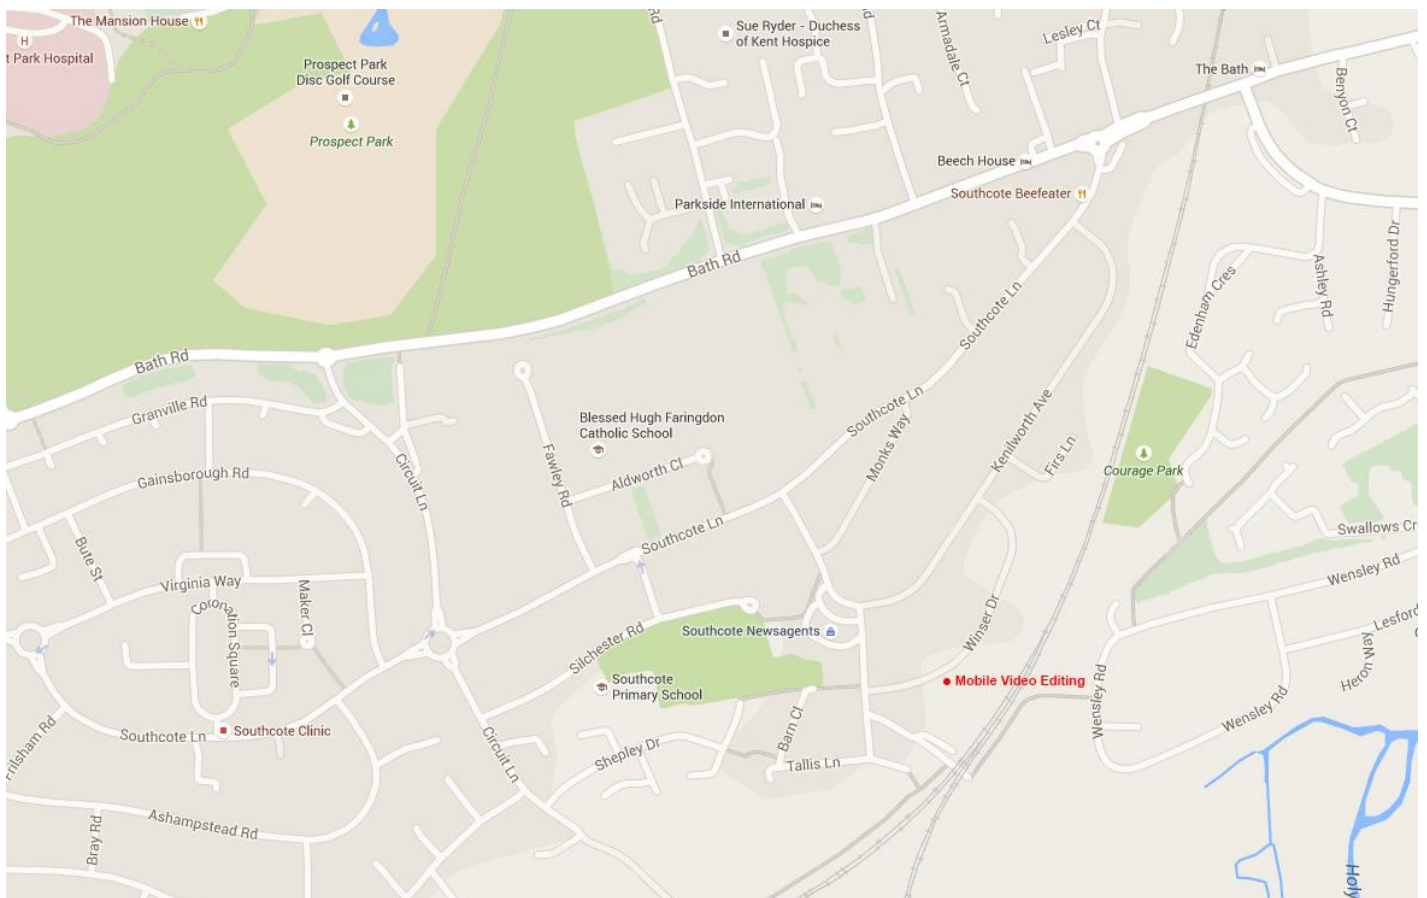 The Mansion House
H
t Park Hospital
Prospect Park
Disc Golf Course
Prospect Park
Rd
Sue Ryder - Duchess
of Kent Hospice
Armadale Ct
Lesley Ct
The Bath
Benyon Ct
Beech House
Southcote Beefeater
Parkside International
Bath Rd
Bath Rd
Edenham Cres
Ashley Rd
Hungerford Dr
Southcote Ln
Granville Rd
Gainsborough Rd
Circuit Ln
Blessed Hugh Faringdon
Catholic School
Fawley Rd
Aldworth Cl
Southcote Ln
Monks Way
Kenilworth Ave
Firs Ln
Courage Park
Southcote Ln
Swallows Cr
Wensley Rd
Bute St
Virginia Way
Coronation Square
Maker Cl
Silchester Rd
Southcote Newsagents
Winser Dr
Lesford
Heron Way
Southcote
Primary School
Mobile Video Editing
Wensley Rd
Wensley Rd
Frilsham Rd
Southcote Ln
Southcote Clinic
Circuit Ln
Shepley Dr
Barn Cl
Tallis Ln
Bray Rd
Ashampstead Rd
Holy